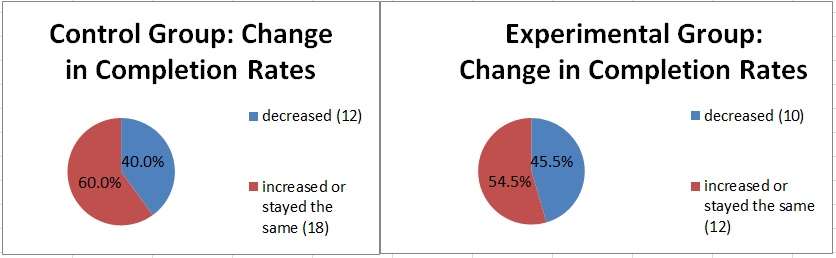 Control Group: Change
in Completion Rates
decreased (12)
40.0%
60.0%
increased or
stayed the
same (18)
Experimental Group:
Change in Completion Rates
decreased (10)
45.5%
54.5%
increased or
stayed the same
(12)